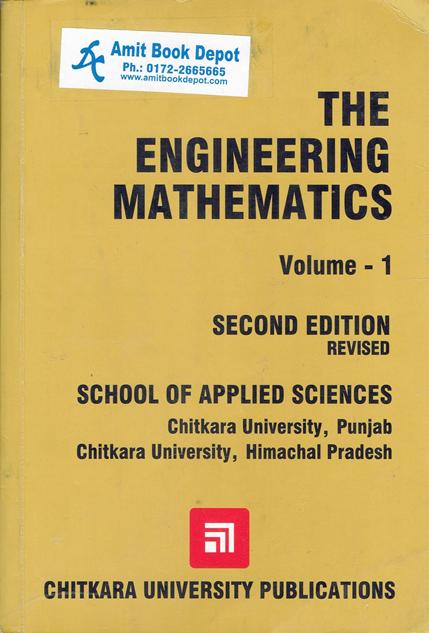 Amit Book Depot
Ph.: 0172-2665665
www.amitbookdepot.com
THE
ENGINEERING
MATHEMATICS
Volume - 1
SECOND EDITION
REVISED
SCHOOL OF APPLIED SCIENCES
Chitkara University, Punjab
Chitkara University, Himachal Pradesh
CHITKARA UNIVERSITY PUBLICATIONS